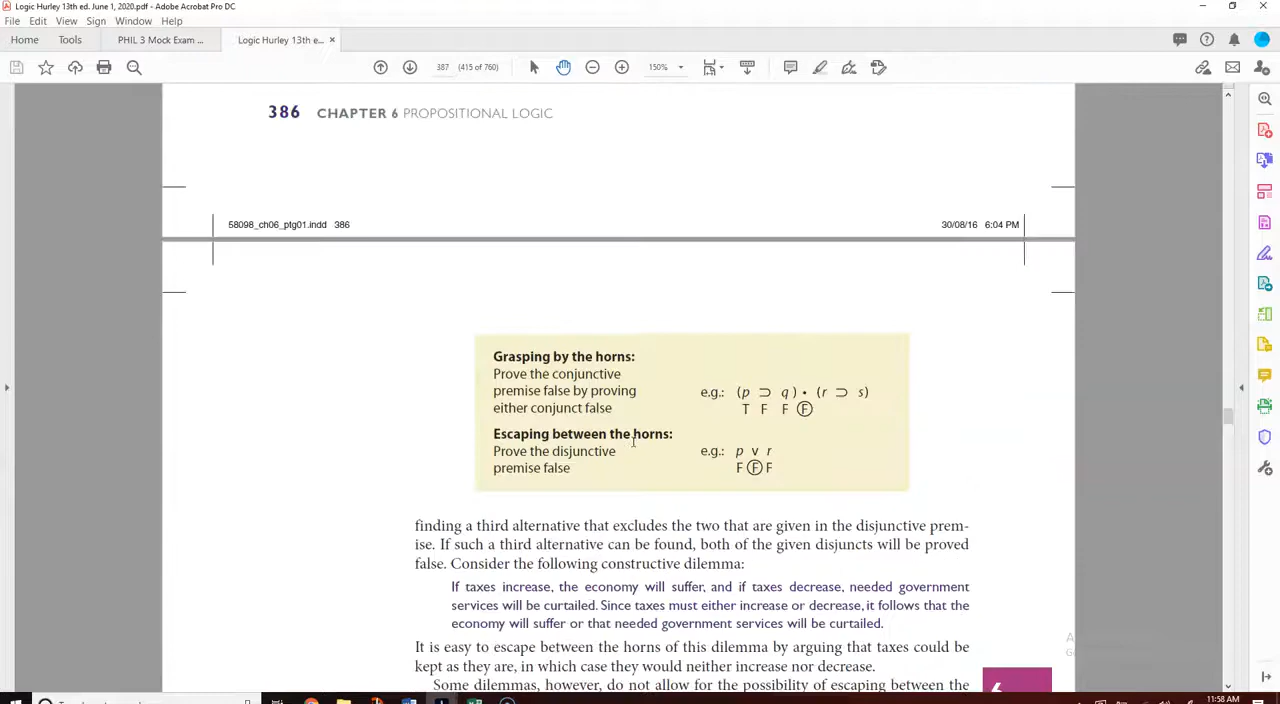 Logic Hurley 13th ed. June 1, 2020.pdf - Adobe Acrobat Pro DC
File Edit View Sign Window Help
Home Tools PHIL 3 Mock Exam ... Logic Hurley 13th e... ×
387 (415 of 760) 150%
386 CHAPTER 6 PROPOSITIONAL LOGIC
58098_ch06_ptg01.indd 386 30/08/16 6:04 PM
Grasping by the horns:
Prove the conjunctive
premise false by proving e.g.: (p ⊃ q) • (r ⊃ s)
either conjunct false T F F F
Escaping between the horns:
Prove the disjunctive e.g.: p v r
premise false F F F
finding a third alternative that excludes the two that are given in the disjunctive prem-
ise. If such a third alternative can be found, both of the given disjuncts will be proved
false. Consider the following constructive dilemma:
If taxes increase, the economy will suffer, and if taxes decrease, needed government
services will be curtailed. Since taxes must either increase or decrease, it follows that the
economy will suffer or that needed government services will be curtailed.
It is easy to escape between the horns of this dilemma by arguing that taxes could be
kept as they are, in which case they would neither increase nor decrease.
Some dilemmas, however, do not allow for the possibility of escaping between the
6
11:58 AM